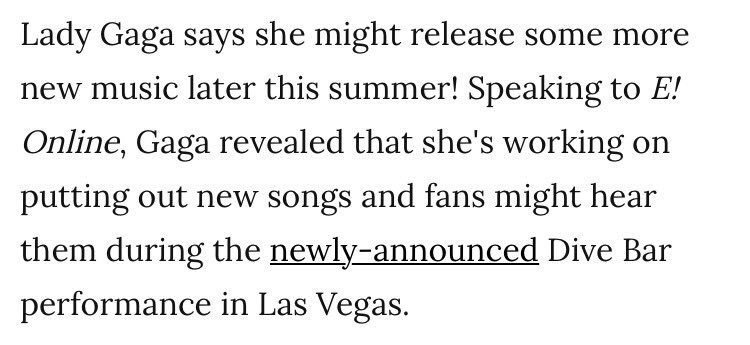 Lady Gaga says she might release some more
new music later this summer! Speaking to E!
Online, Gaga revealed that she's working on
putting out new songs and fans might hear
them during the newly-announced Dive Bar
performance in Las Vegas.